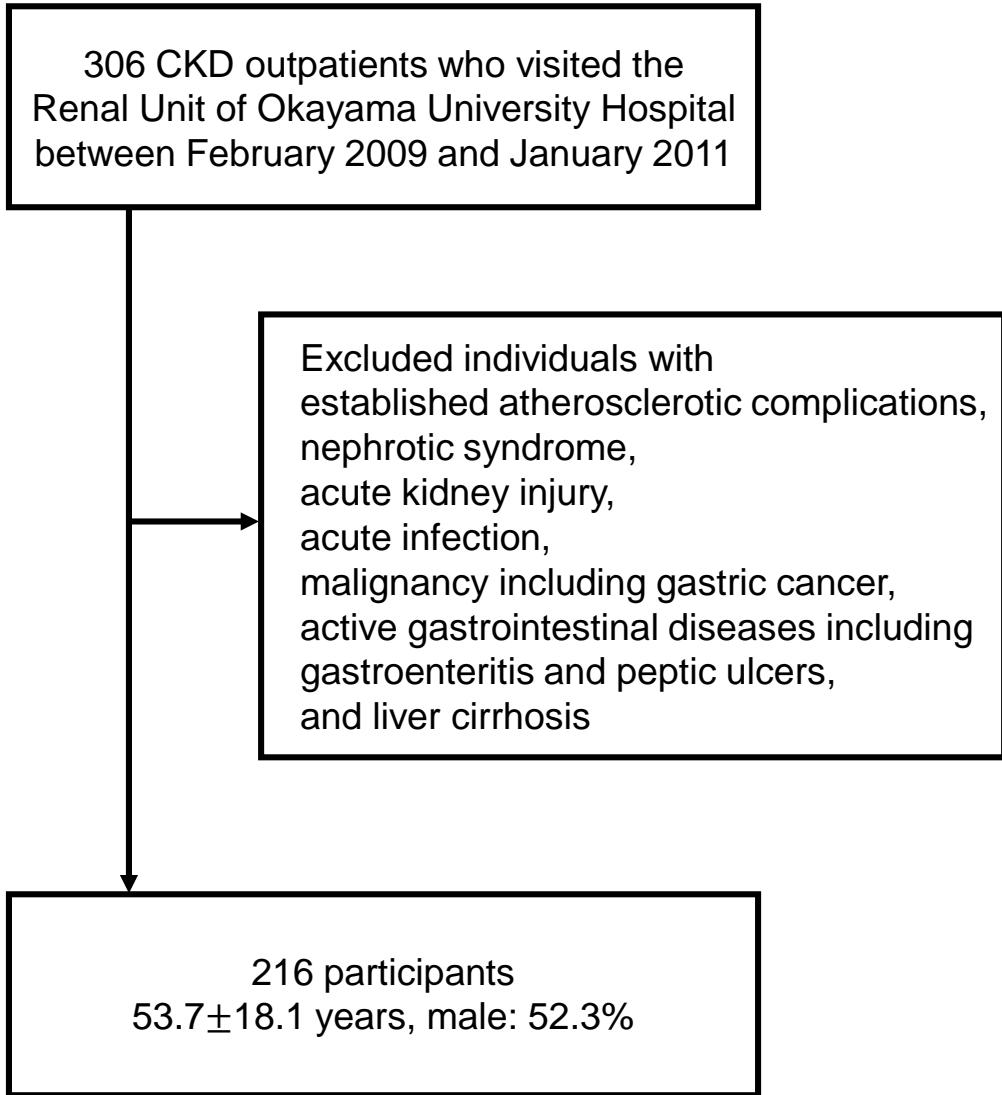 306 CKD outpatients who visited the
Renal Unit of Okayama University Hospital
between February 2009 and January 2011
Excluded individuals with
established atherosclerotic complications,
nephrotic syndrome,
acute kidney injury,
acute infection,
malignancy including gastric cancer,
active gastrointestinal diseases including
gastroenteritis and peptic ulcers,
and liver cirrhosis
216 participants
53.7±18.1 years, male: 52.3%